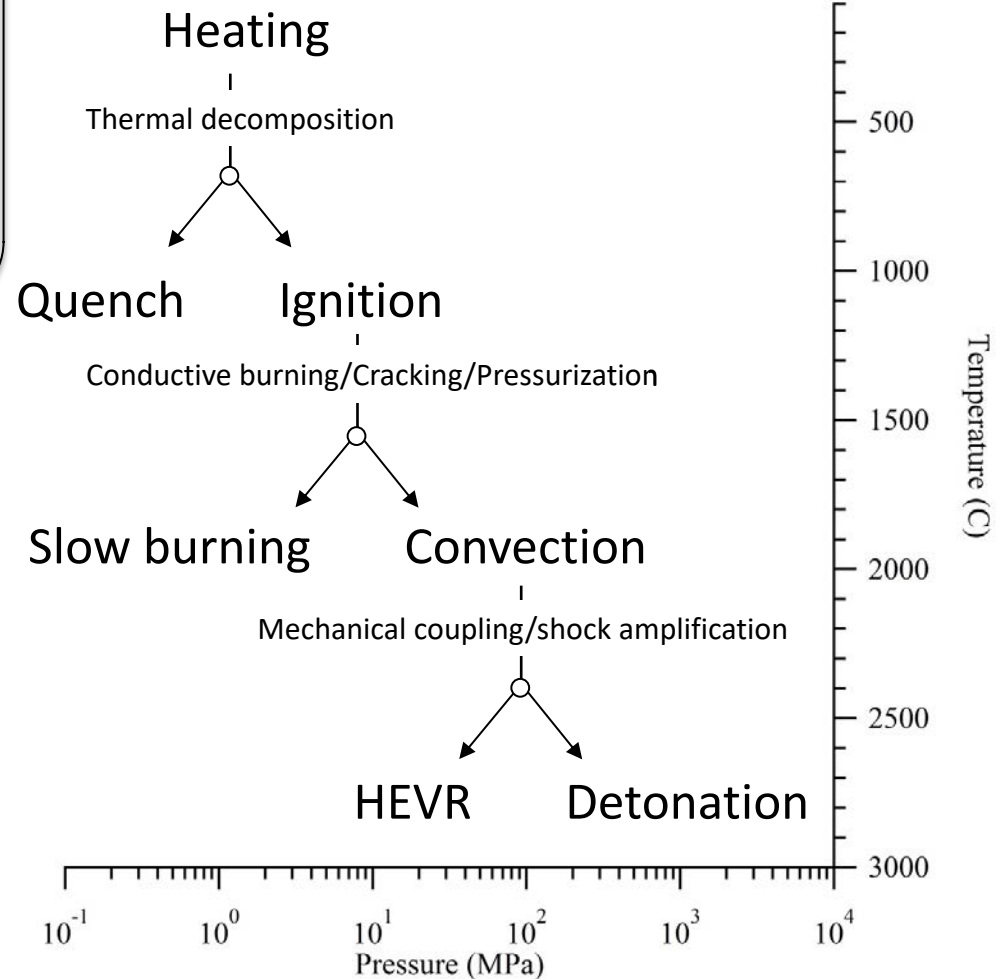 Heating
Thermal decomposition
500
1000
Quench Ignition
Conductive burning/Cracking/Pressurization
1500
Temperature (C)
Slow burning Convection
2000
Mechanical coupling/shock amplification
2500
HEVR Detonation
3000
10^-1 10^0 10^1 10^2 10^3 10^4
Pressure (MPa)